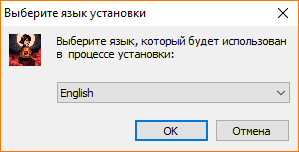 Выберите язык установки
Выберите язык, который будет использован
в процессе установки:
English
OK
Отмена